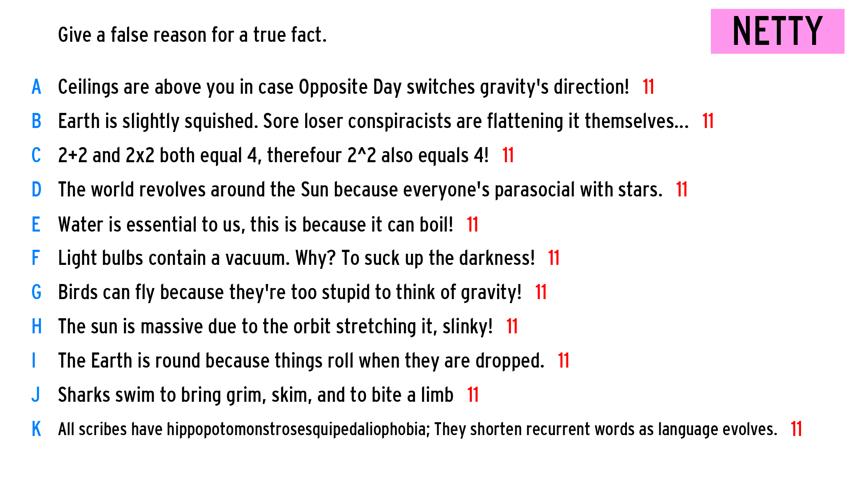 Give a false reason for a true fact.
NETTY
A Ceilings are above you in case Opposite Day switches gravity's direction! 11
B Earth is slightly squished. Sore loser conspiracists are flattening it themselves... 11
C 2+2 and 2x2 both equal 4, therefour 2^2 also equals 4! 11
D The world revolves around the Sun because everyone's parasocial with stars. 11
E Water is essential to us, this is because it can boil! 11
F Light bulbs contain a vacuum. Why? To suck up the darkness! 11
G Birds can fly because they're too stupid to think of gravity! 11
H The sun is massive due to the orbit stretching it, slinky! 11
I The Earth is round because things roll when they are dropped. 11
J Sharks swim to bring grim, skim, and to bite a limb 11
K All scribes have hippopotomonstrosesquipedaliophobia; They shorten recurrent words as language evolves. 11